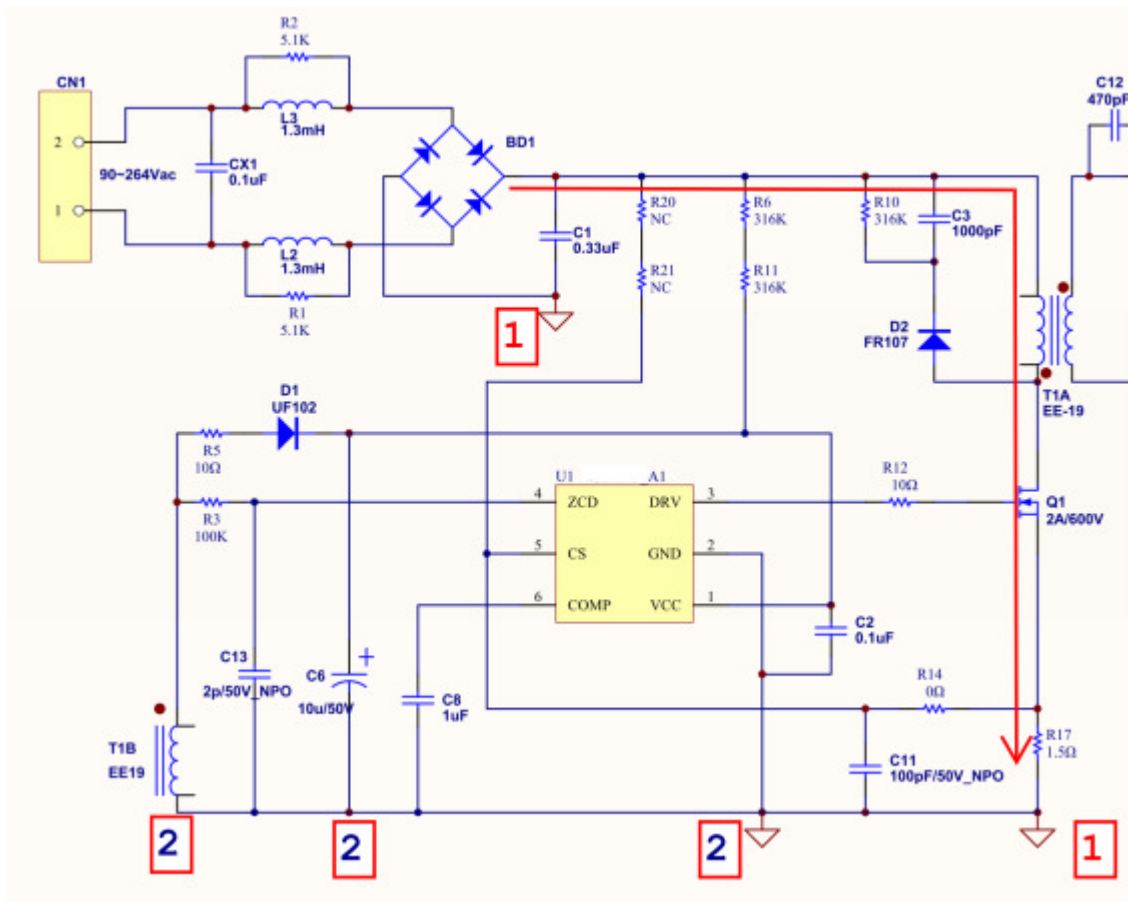 R2
5.1K
CN1
2
1
90~264Vac
CX1
0.1uF
L3
1.3mH
L2
1.3mH
R1
5.1K
BD1
C1
0.33uF
1
R20
NC
R21
NC
R6
316K
R11
316K
R10
316K
C3
1000pF
D2
FR107
C12
470pF
T1A
EE-19
D1
UF102
R5
10Ω
R3
100K
U1
_A1
4 ZCD DRV 3
5 CS GND 2
6 COMP VCC 1
R12
10Ω
Q1
2A/600V
C2
0.1uF
C13
2p/50V_NPO
C6
+
10u/50V
C8
1uF
R14
0Ω
C11
100pF/50V_NPO
R17
1.5Ω
T1B
EE19
2
2
2
1